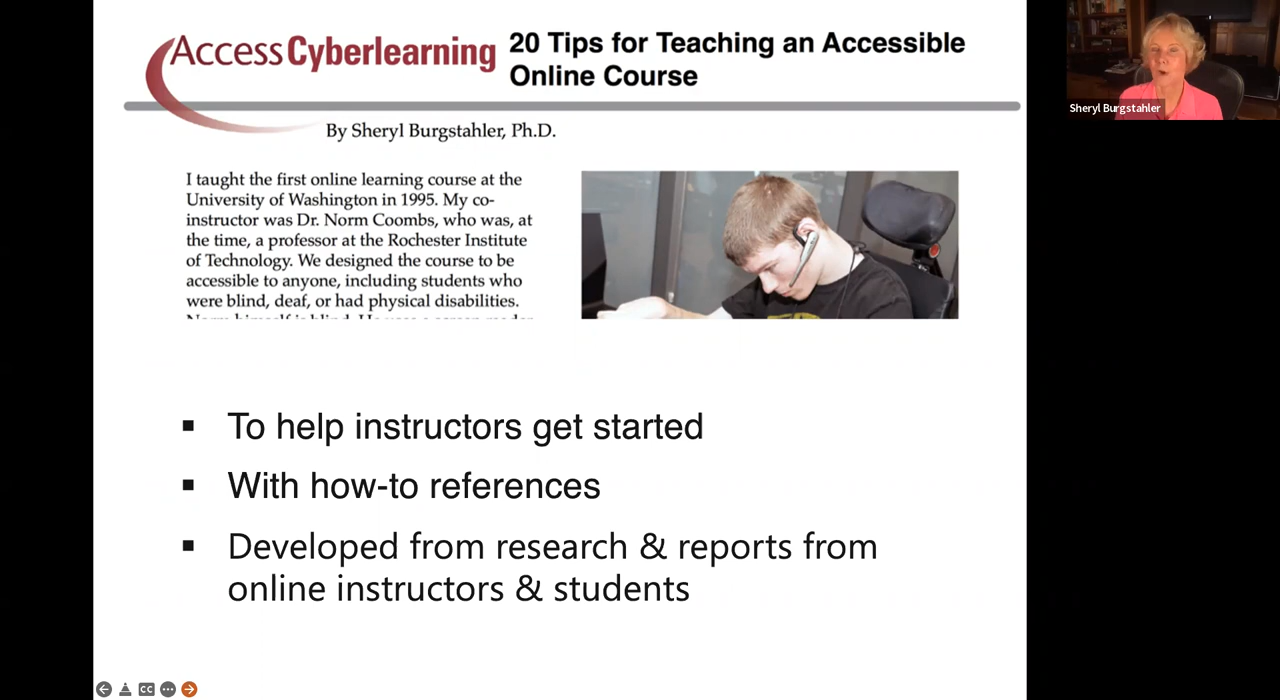 AccessCyberlearning
20 Tips for Teaching an Accessible
Online Course
By Sheryl Burgstahler, Ph.D.
I taught the first online learning course at the
University of Washington in 1995. My co-
instructor was Dr. Norm Coombs, who was, at
the time, a professor at the Rochester Institute
of Technology. We designed the course to be
accessible to anyone, including students who
were blind, deaf, or had physical disabilities.
▪ To help instructors get started
▪ With how-to references
▪ Developed from research & reports from
online instructors & students
CC
Sheryl Burgstahler